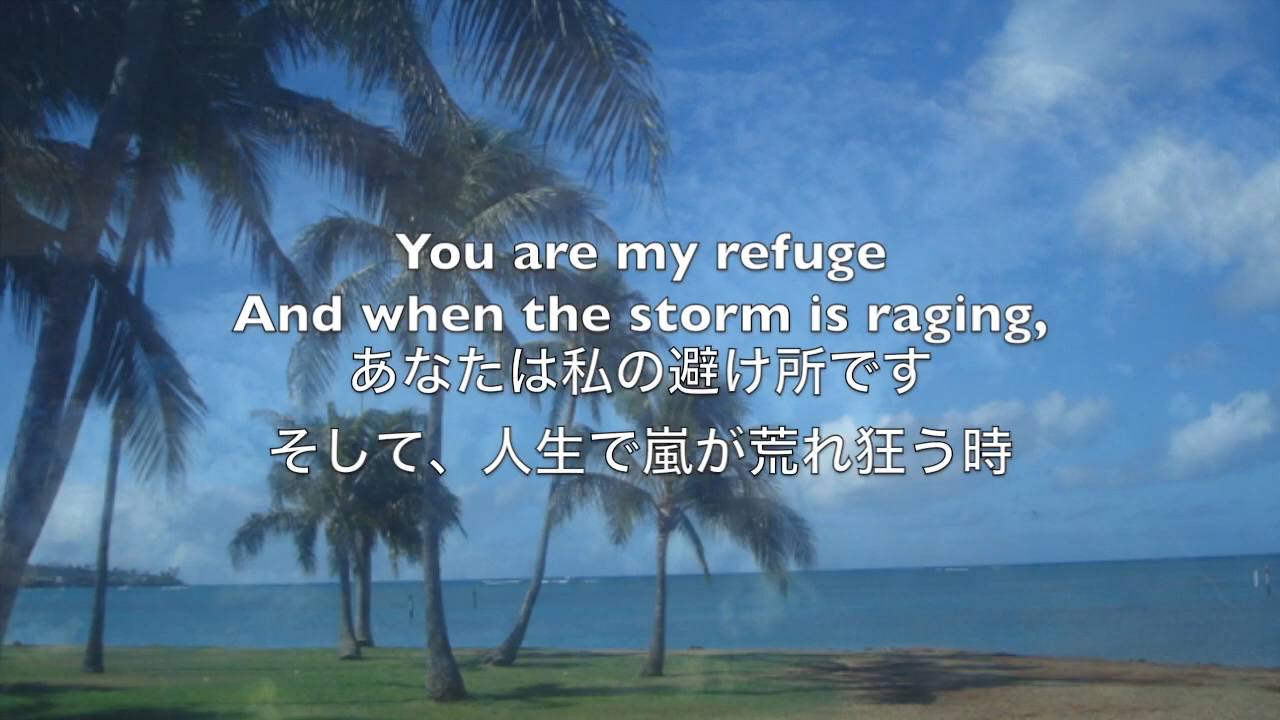 You are my refuge
And when the storm is raging,
あなたは私の避け所です
そして、人生で嵐が荒れ狂う時